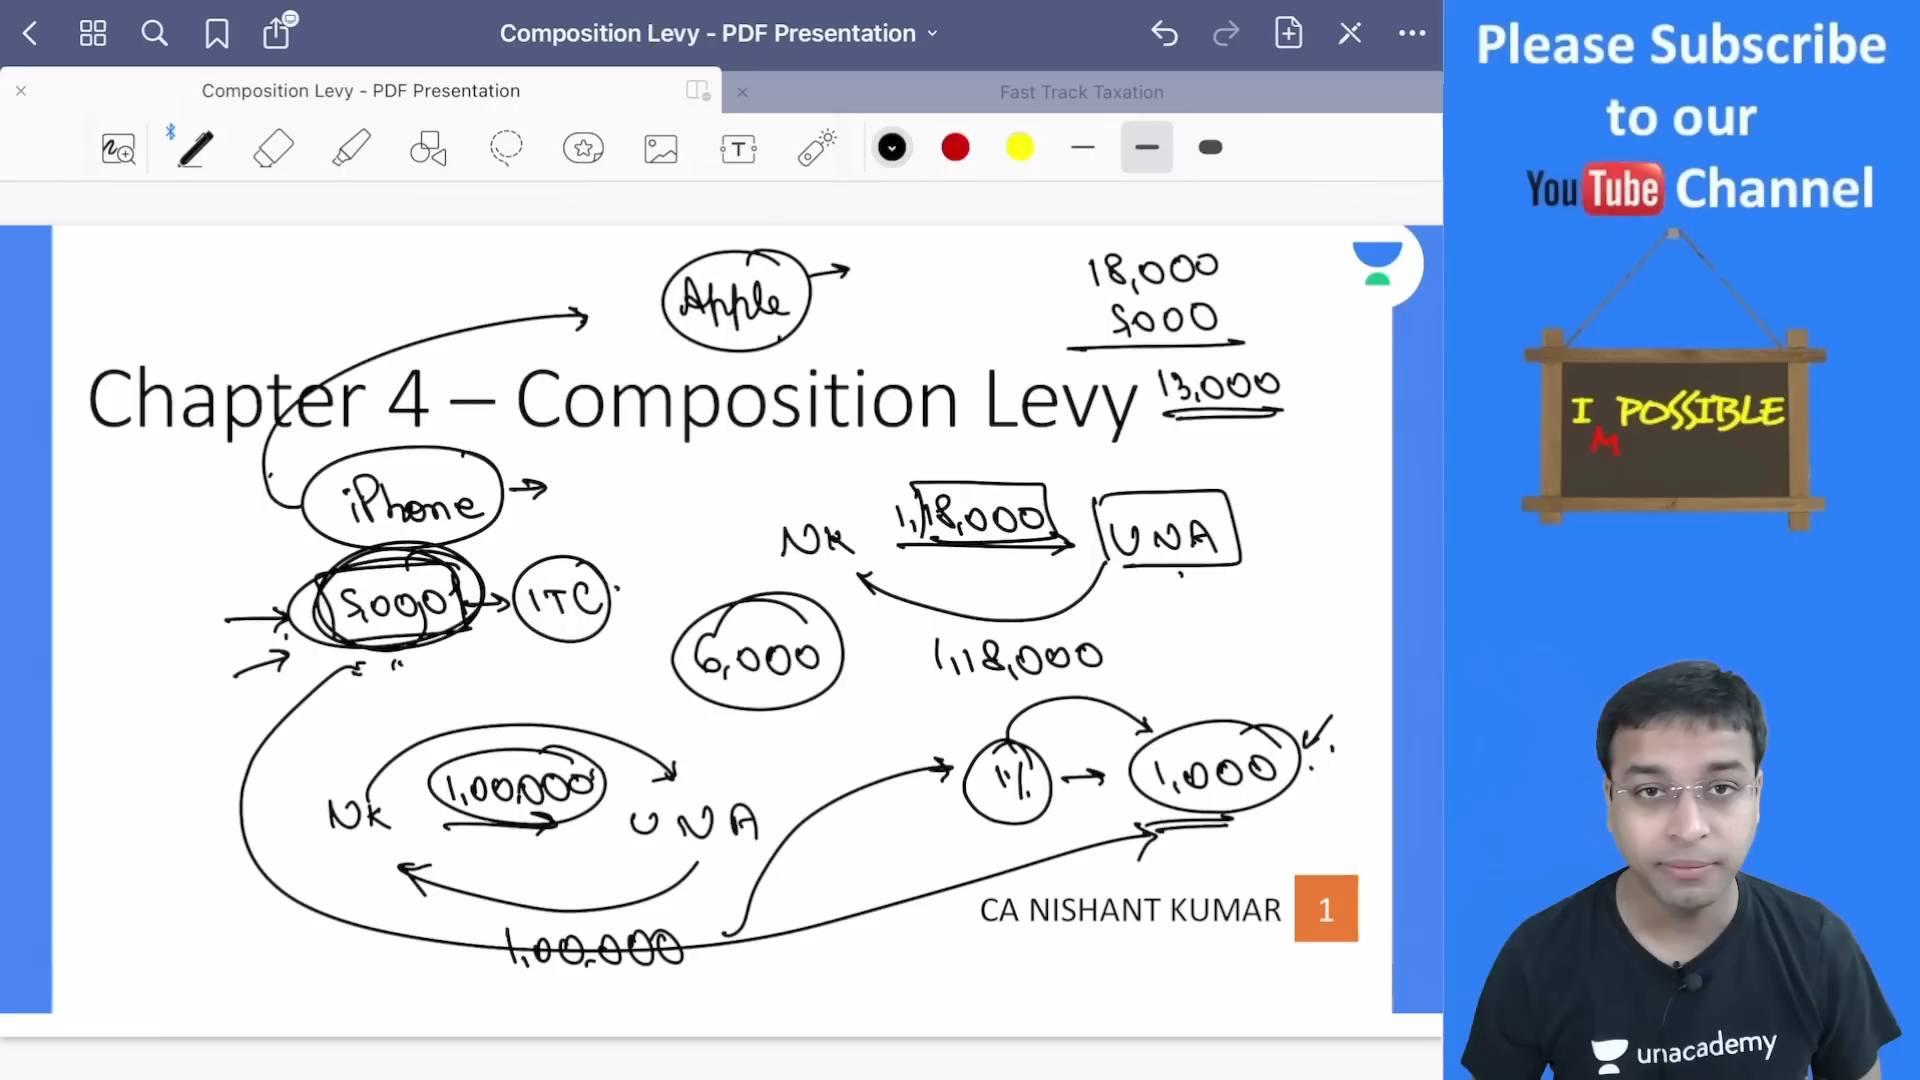 Composition Levy - PDF Presentation
Composition Levy - PDF Presentation
Fast Track Taxation
T
Please Subscribe
to our
YouTube Channel
I POSSIBLE
M
Apple
18,000
5000
13,000
Chapter 4 – Composition Levy
iPhone
NK 1,18,000 UNA
5,000 ITC
6,000
1,18,000
NK 1,00,000 UNA
1% 1,000
1,00,000
CA NISHANT KUMAR 1
unacademy